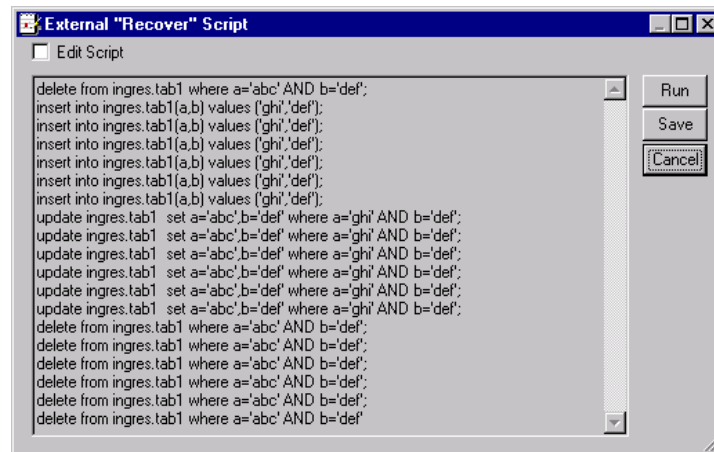 External "Recover" Script
Edit Script
delete from ingres.tab1 where a='abc' AND b='def';
insert into ingres.tab1(a,b) values ('ghi','def');
insert into ingres.tab1(a,b) values ('ghi','def');
insert into ingres.tab1(a,b) values ('ghi','def');
insert into ingres.tab1(a,b) values ('ghi','def');
insert into ingres.tab1(a,b) values ('ghi','def');
insert into ingres.tab1(a,b) values ('ghi','def');
update ingres.tab1  set a='abc',b='def' where a='ghi' AND b='def';
update ingres.tab1  set a='abc',b='def' where a='ghi' AND b='def';
update ingres.tab1  set a='abc',b='def' where a='ghi' AND b='def';
update ingres.tab1  set a='abc',b='def' where a='ghi' AND b='def';
update ingres.tab1  set a='abc',b='def' where a='ghi' AND b='def';
update ingres.tab1  set a='abc',b='def' where a='ghi' AND b='def';
delete from ingres.tab1 where a='abc' AND b='def';
delete from ingres.tab1 where a='abc' AND b='def';
delete from ingres.tab1 where a='abc' AND b='def';
delete from ingres.tab1 where a='abc' AND b='def';
delete from ingres.tab1 where a='abc' AND b='def';
delete from ingres.tab1 where a='abc' AND b='def'
Run
Save
Cancel